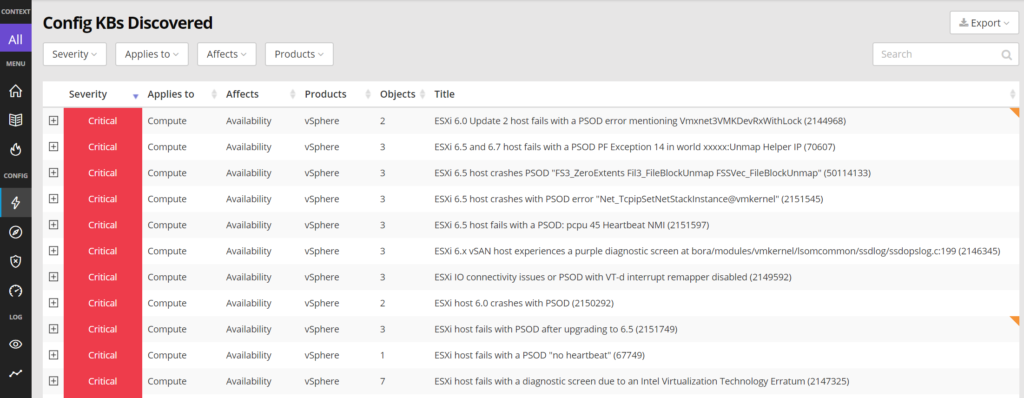 CONTEXT
All
MENU
CONFIG
LOG
Config KBs Discovered
Export
Severity Applies to Affects Products
Search
Severity Applies to Affects Products Objects Title
Critical Compute Availability vSphere 2 ESXi 6.0 Update 2 host fails with a PSOD error mentioning Vmxnet3VMKDevRxWithLock (2144968)
Critical Compute Availability vSphere 3 ESXi 6.5 and 6.7 host fails with a PSOD PF Exception 14 in world xxxxx:Unmap Helper IP (70607)
Critical Compute Availability vSphere 3 ESXi 6.5 host crashes PSOD "FS3_ZeroExtents Fil3_FileBlockUnmap FSSVec_FileBlockUnmap" (50114133)
Critical Compute Availability vSphere 3 ESXi 6.5 host crashes with PSOD error "Net_TcpipSetNetStackInstance@vmkernel" (2151545)
Critical Compute Availability vSphere 3 ESXi 6.5 host fails with a PSOD: pcpu 45 Heartbeat NMI (2151597)
Critical Compute Availability vSphere 3 ESXi 6.x vSAN host experiences a purple diagnostic screen at bora/modules/vmkernel/lsomcommon/ssdlog/ssdopslog.c:199 (2146345)
Critical Compute Availability vSphere 3 ESXi IO connectivity issues or PSOD with VT-d interrupt remapper disabled (2149592)
Critical Compute Availability vSphere 2 ESXi host 6.0 crashes with PSOD (2150292)
Critical Compute Availability vSphere 3 ESXi host fails with PSOD after upgrading to 6.5 (2151749)
Critical Compute Availability vSphere 1 ESXi host fails with a PSOD "no heartbeat" (67749)
Critical Compute Availability vSphere 7 ESXi host fails with a diagnostic screen due to an Intel Virtualization Technology Erratum (2147325)